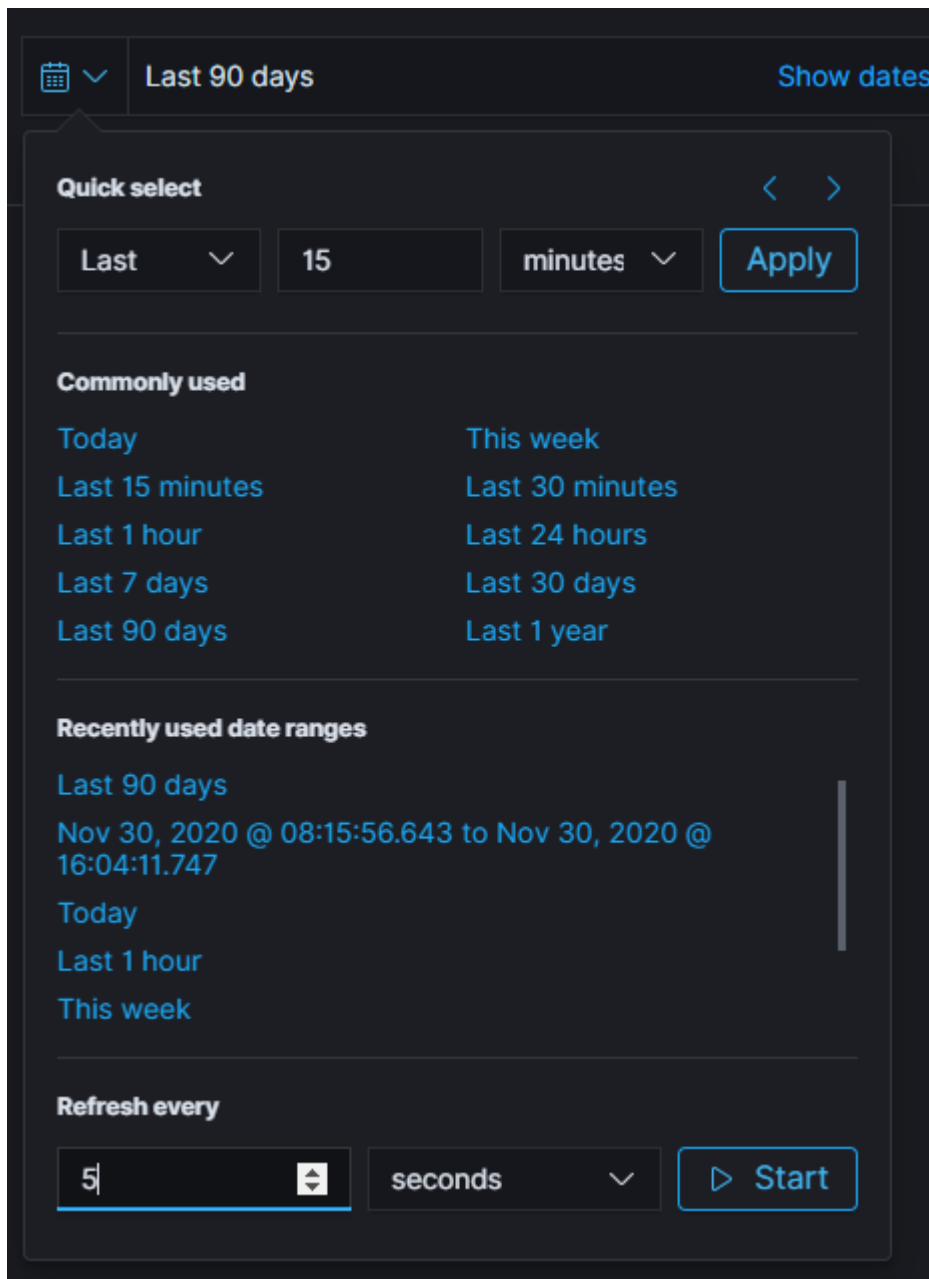 Last 90 days Show dates
Quick select
Last 15 minutes Apply
Commonly used
Today This week
Last 15 minutes Last 30 minutes
Last 1 hour Last 24 hours
Last 7 days Last 30 days
Last 90 days Last 1 year
Recently used date ranges
Last 90 days
Nov 30, 2020 @ 08:15:56.643 to Nov 30, 2020 @
16:04:11.747
Today
Last 1 hour
This week
Refresh every
5 seconds Start